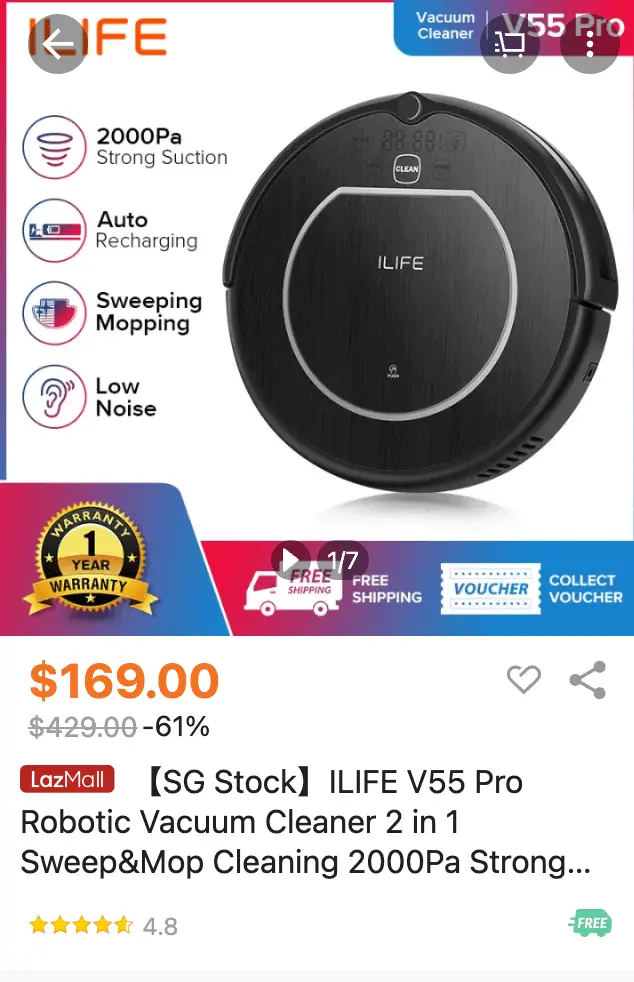 ILIFE
Vacuum
Cleaner
V55 Pro
2000Pa
Strong Suction
Auto
Recharging
Sweeping
Mopping
Low
Noise
CLEAN
ILIFE
PUSH
WARRANTY
1
YEAR
WARRANTY
1/7
FREE
SHIPPING
FREE
SHIPPING
VOUCHER
COLLECT
VOUCHER
$169.00
$429.00 -61%
LazMall 【SG Stock】ILIFE V55 Pro
Robotic Vacuum Cleaner 2 in 1
Sweep&Mop Cleaning 2000Pa Strong...
4.8
FREE